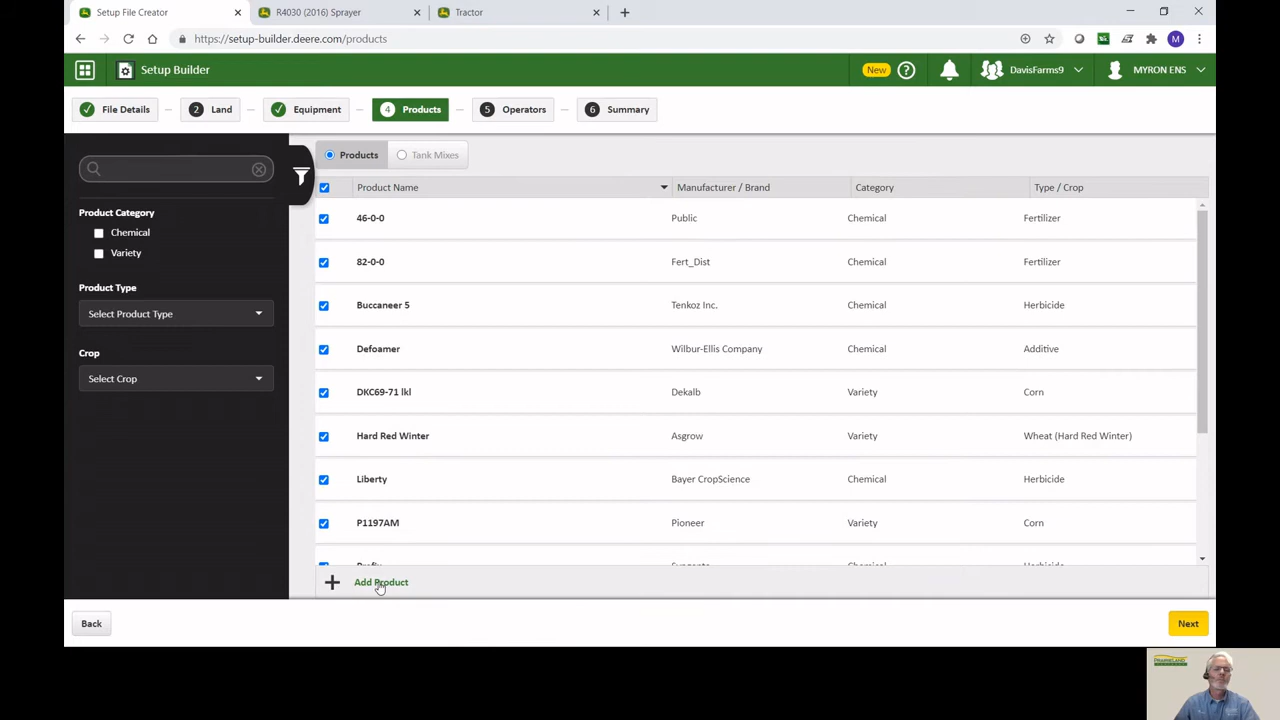 Setup File Creator
R4030 (2016) Sprayer
Tractor
https://setup-builder.deere.com/products
M
Setup Builder
New
DavisFarms9
MYRON ENS
File Details
2 Land
Equipment
4 Products
5 Operators
6 Summary
Products
Tank Mixes
Product Category
Chemical
Variety
Product Type
Select Product Type
Crop
Select Crop
Product Name Manufacturer / Brand Category Type / Crop
46-0-0 Public Chemical Fertilizer
82-0-0 Fert_Dist Chemical Fertilizer
Buccaneer 5 Tenkoz Inc. Chemical Herbicide
Defoamer Wilbur-Ellis Company Chemical Additive
DKC69-71 lkl Dekalb Variety Corn
Hard Red Winter Asgrow Variety Wheat (Hard Red Winter)
Liberty Bayer CropScience Chemical Herbicide
P1197AM Pioneer Variety Corn
Prefix Syngenta Chemical Herbicide
Add Product
Back
Next
PRAIRIELAND